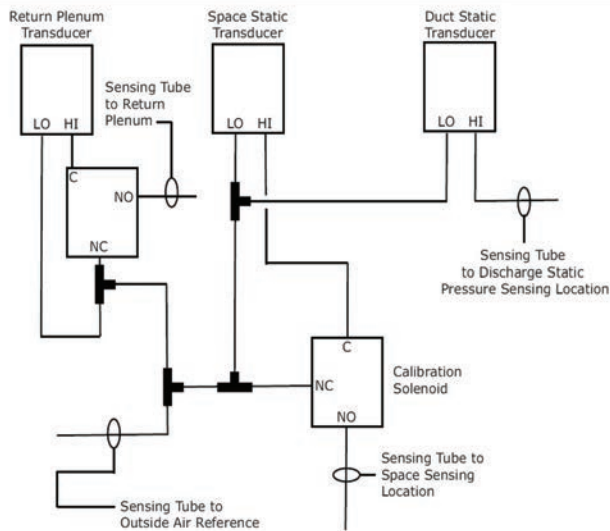 Return Plenum
Transducer
Space Static
Transducer
Duct Static
Transducer
Sensing Tube
to Return
Plenum
LO HI
LO HI
LO HI
C
NO
NC
Sensing Tube
to Discharge Static
Pressure Sensing Location
C
NC
NO
Calibration
Solenoid
Sensing Tube to
Space Sensing
Location
Sensing Tube to
Outside Air Reference